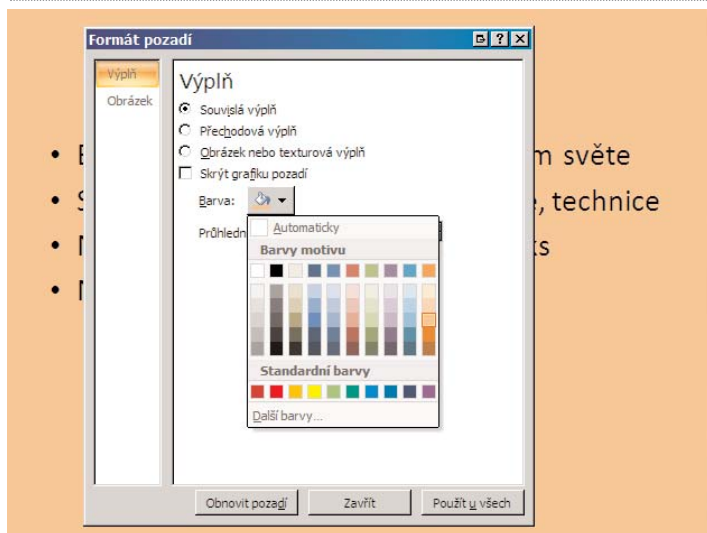 Formát pozadí
Výplň
Obrázek
Výplň
Souvislá výplň
Přechodová výplň
Obrázek nebo texturová výplň
Skrýt grafiku pozadí
Barva:
Průhledn
Automaticky
Barvy motivu
Standardní barvy
Další barvy...
Obnovit pozadí
Zavřít
Použít u všech
m světe
, technice
ks